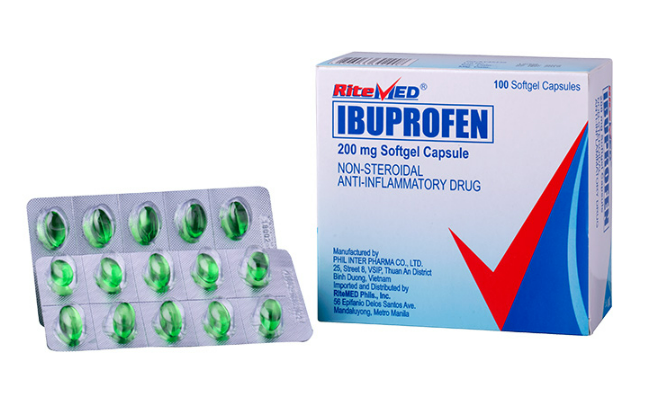 RiteMED®
100 Softgel Capsules
IBUPROFEN
200 mg Softgel Capsule
NON-STEROIDAL
ANTI-INFLAMMATORY DRUG
Manufactured by
PHIL INTER PHARMA CO., LTD.
25, Street 8, VSIP, Thuan An District
Binh Duong, Vietnam
Imported and Distributed by
RiteMED Phils., Inc.
56 Epifanio Delos Santos Ave.
Mandaluyong, Metro Manila